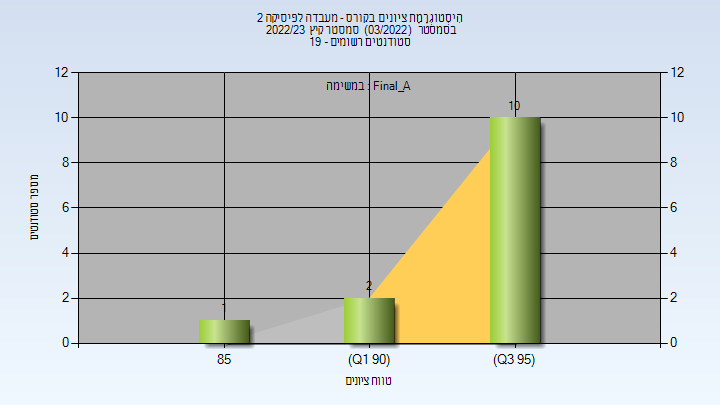 היסטוגרמת ציונים בקורס - מעבדה לפיסיקה 2
בסמסטר (03/2022) סמסטר קיץ 2022/23
סטודנטים רשומים - 19
במשימה : Final_A
12 12
10 10
8 8
6 6
4 4
2 2
0 0
1
2
10
מספר סטודנטים
85 (Q1 90) (Q3 95)
טווח ציונים